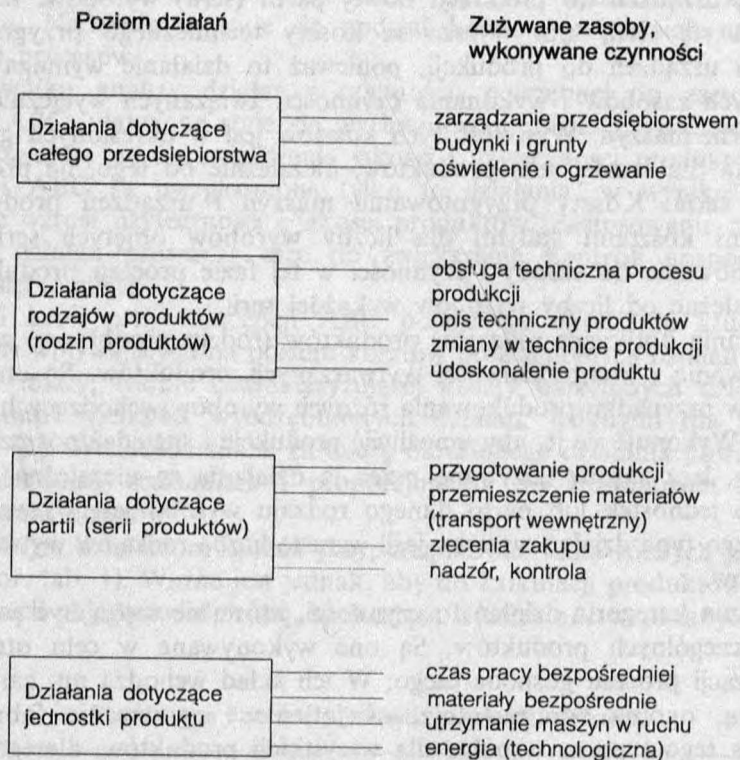 Poziom działań
Zużywane zasoby,
wykonywane czynności
Działania dotyczące
całego przedsiębiorstwa
zarządzanie przedsiębiorstwem
budynki i grunty
oświetlenie i ogrzewanie
Działania dotyczące
rodzajów produktów
(rodzin produktów)
obsługa techniczna procesu
produkcji
opis techniczny produktów
zmiany w technice produkcji
udoskonalenie produktu
Działania dotyczące
partii (serii produktów)
przygotowanie produkcji
przemieszczenie materiałów
(transport wewnętrzny)
zlecenia zakupu
nadzór, kontrola
Działania dotyczące
jednostki produktu
czas pracy bezpośredniej
materiały bezpośrednie
utrzymanie maszyn w ruchu
energia (technologiczna)